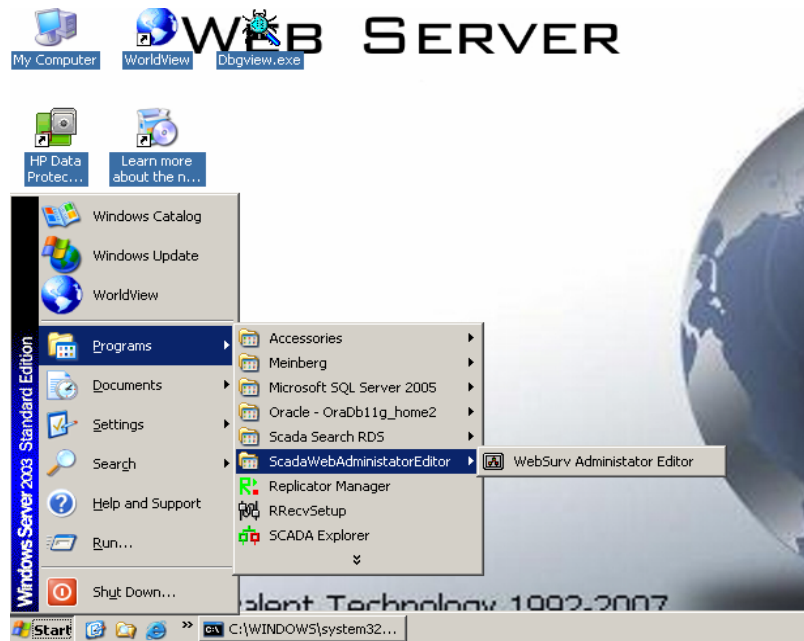 WEB SERVER
My Computer
WorldView
Dbgview.exe
HP Data
Protec...
Learn more
about the n...
Windows Server 2003 Standard Edition
Windows Catalog
Windows Update
WorldView
Programs
Documents
Settings
Search
Help and Support
Run...
Shut Down...
Accessories
Meinberg
Microsoft SQL Server 2005
Oracle - OraDb11g_home2
Scada Search RDS
ScadaWebAdministatorEditor
Replicator Manager
RRecvSetup
SCADA Explorer
WebSurv Administator Editor
alent Technology 1992-2007
Start
C:\WINDOWS\system32...